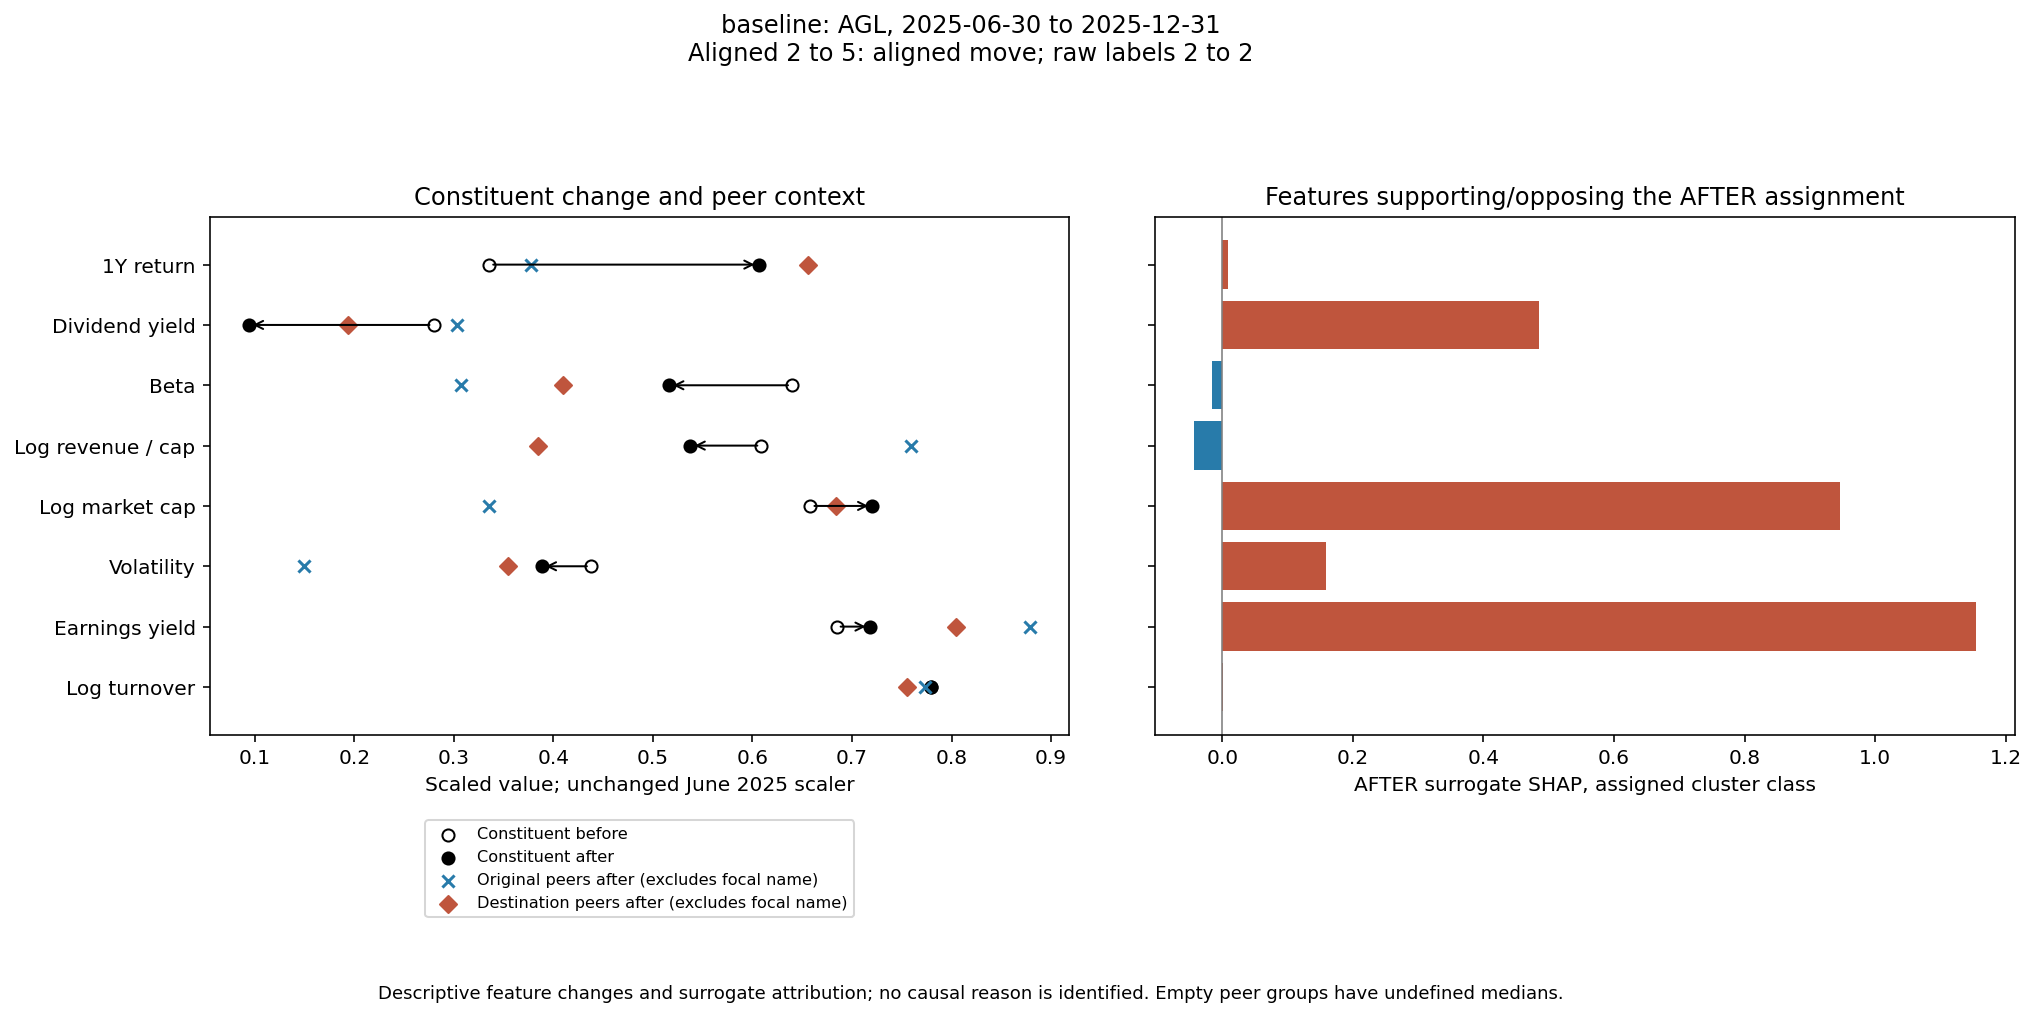 baseline: AGL, 2025-06-30 to 2025-12-31
Aligned 2 to 5: aligned move; raw labels 2 to 2
Constituent change and peer context
1Y return
Dividend yield
Beta
Log revenue / cap
Log market cap
Volatility
Earnings yield
Log turnover
0.1 0.2 0.3 0.4 0.5 0.6 0.7 0.8 0.9
Scaled value; unchanged June 2025 scaler
Constituent before
Constituent after
Original peers after (excludes focal name)
Destination peers after (excludes focal name)
Features supporting/opposing the AFTER assignment
0.0 0.2 0.4 0.6 0.8 1.0 1.2
AFTER surrogate SHAP, assigned cluster class
Descriptive feature changes and surrogate attribution; no causal reason is identified. Empty peer groups have undefined medians.